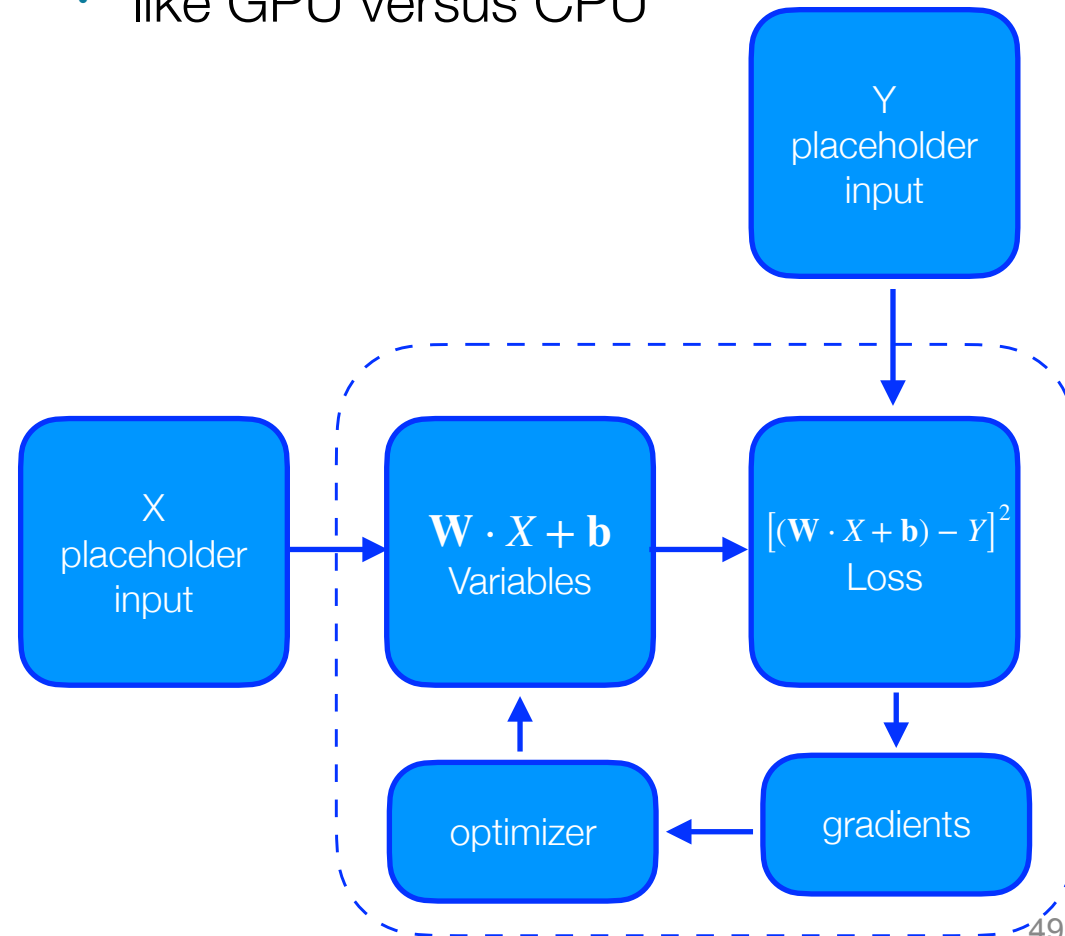 like GPU versus CPU
Y
placeholder
input
X
placeholder
input
W · X + b
Variables
[(W · X + b) − Y]²
Loss
optimizer
gradients
49